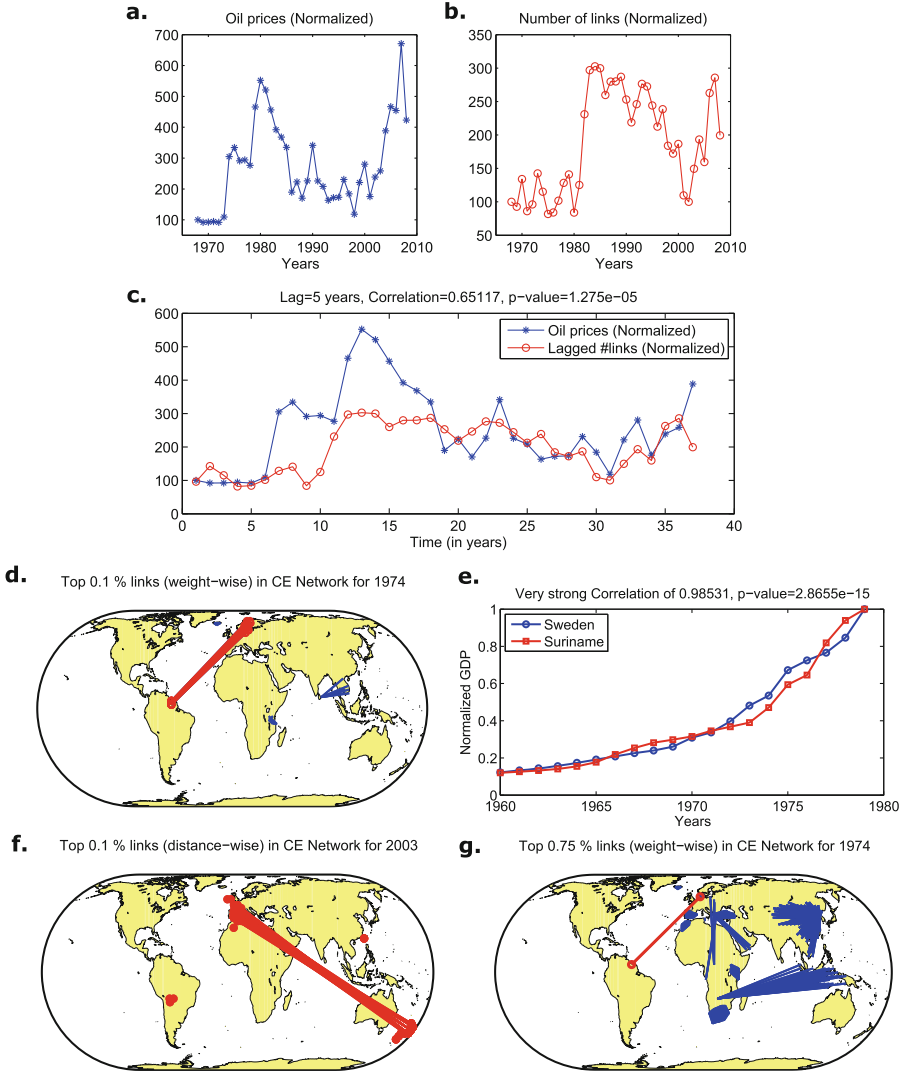 a.
Oil prices (Normalized)
700
600
500
400
300
200
100
1970
1980
1990
2000
2010
Years
b.
Number of links (Normalized)
350
300
250
200
150
100
50
1970
1980
1990
2000
2010
Years
c.
Lag=5 years, Correlation=0.65117, p−value=1.275e−05
600
500
400
300
200
100
0
0
5
10
15
20
25
30
35
40
Time (in years)
Oil prices (Normalized)
Lagged #links (Normalized)
d.
Top 0.1 % links (weight−wise) in CE Network for 1974
e.
Very strong Correlation of 0.98531, p−value=2.8655e−15
Normalized GDP
1
0.8
0.6
0.4
0.2
0
1960
1965
1970
1975
1980
Years
Sweden
Suriname
f.
Top 0.1 % links (distance−wise) in CE Network for 2003
g.
Top 0.75 % links (weight−wise) in CE Network for 1974